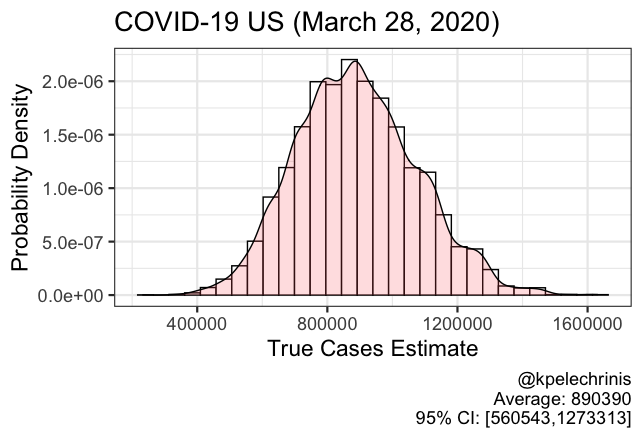 COVID-19 US (March 28, 2020)
Probability Density
2.0e-06
1.5e-06
1.0e-06
5.0e-07
0.0e+00
400000 800000 1200000 1600000
True Cases Estimate
@kpelechrinis
Average: 890390
95% CI: [560543,1273313]